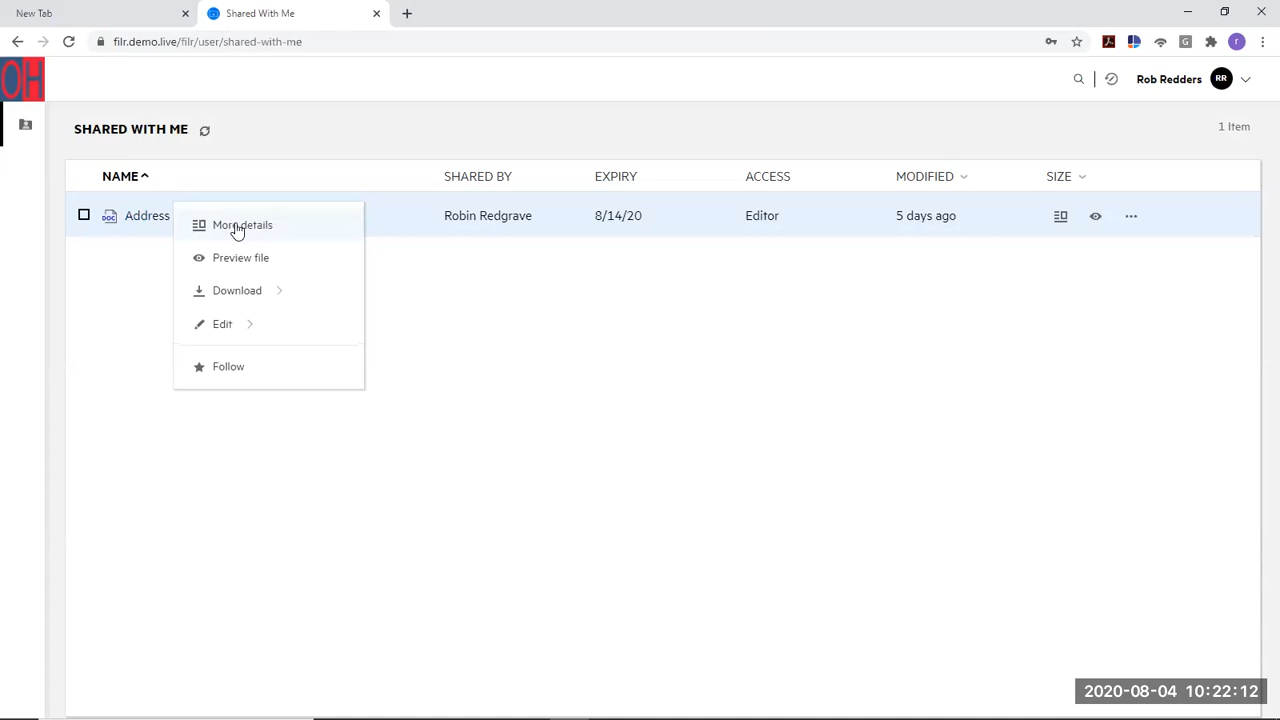 New Tab
Shared With Me
filr.demo.live/filr/user/shared-with-me
OH
Rob Redders RR
SHARED WITH ME
1 Item
NAME SHARED BY EXPIRY ACCESS MODIFIED SIZE
DOC Address Robin Redgrave 8/14/20 Editor 5 days ago
More details
Preview file
Download
Edit
Follow
2020-08-04 10:22:12